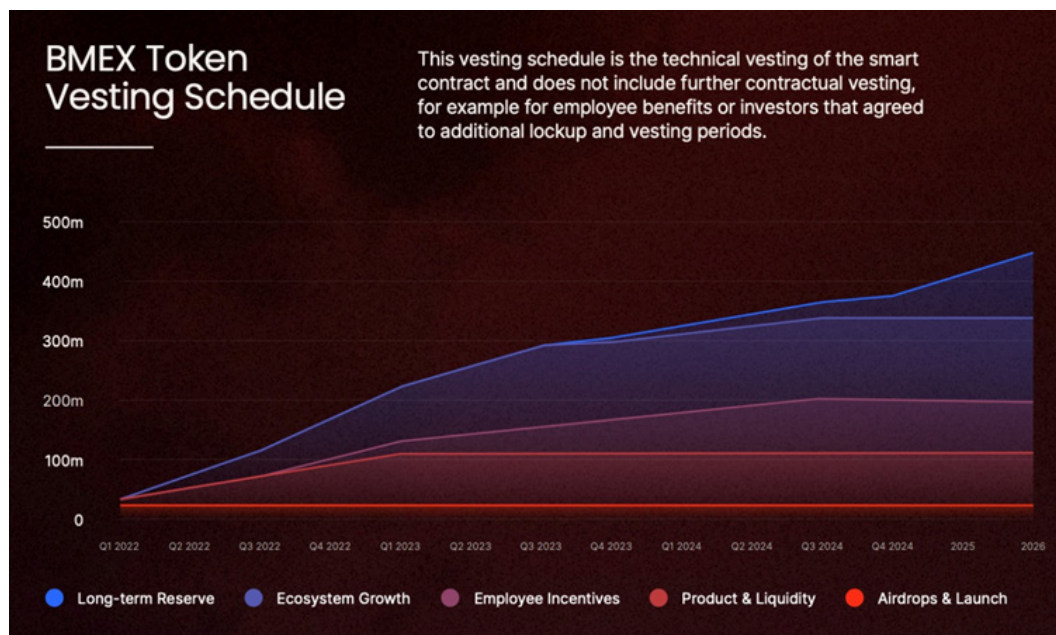 BMEX Token
Vesting Schedule
This vesting schedule is the technical vesting of the smart
contract and does not include further contractual vesting,
for example for employee benefits or investors that agreed
to additional lockup and vesting periods.
500m
400m
300m
200m
100m
0
Q1 2022 Q2 2022 Q3 2022 Q4 2022 Q1 2023 Q2 2023 Q3 2023 Q4 2023 Q1 2024 Q2 2024 Q3 2024 Q4 2024 2025 2026
Long-term Reserve Ecosystem Growth Employee Incentives Product & Liquidity Airdrops & Launch